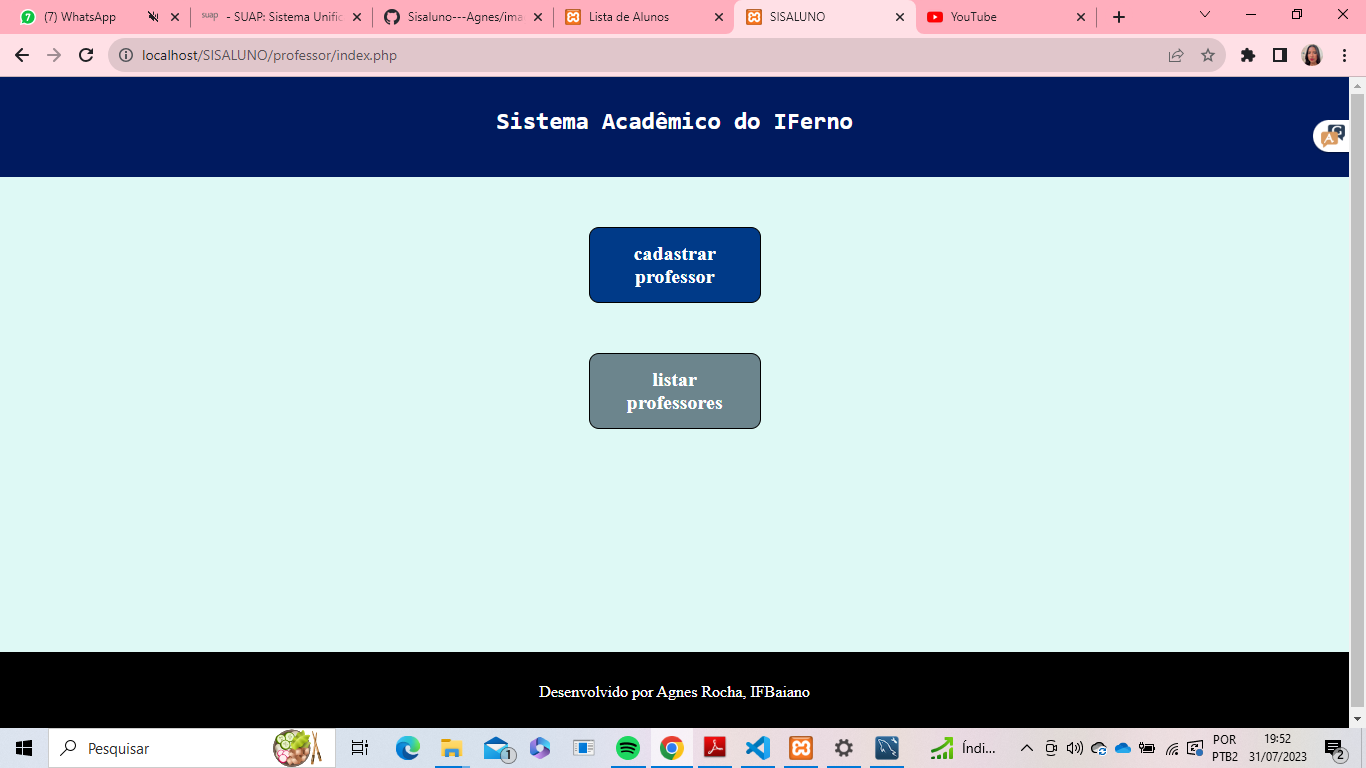 (7) WhatsApp
suap - SUAP: Sistema Unific
Sisaluno---Agnes/ima
Lista de Alunos
SISALUNO
YouTube
localhost/SISALUNO/professor/index.php
Sistema Acadêmico do IFerno
cadastrar
professor
listar
professores
Desenvolvido por Agnes Rocha, IFBaiano
Pesquisar
1
Índi...
POR
PTB2
19:52
31/07/2023
2